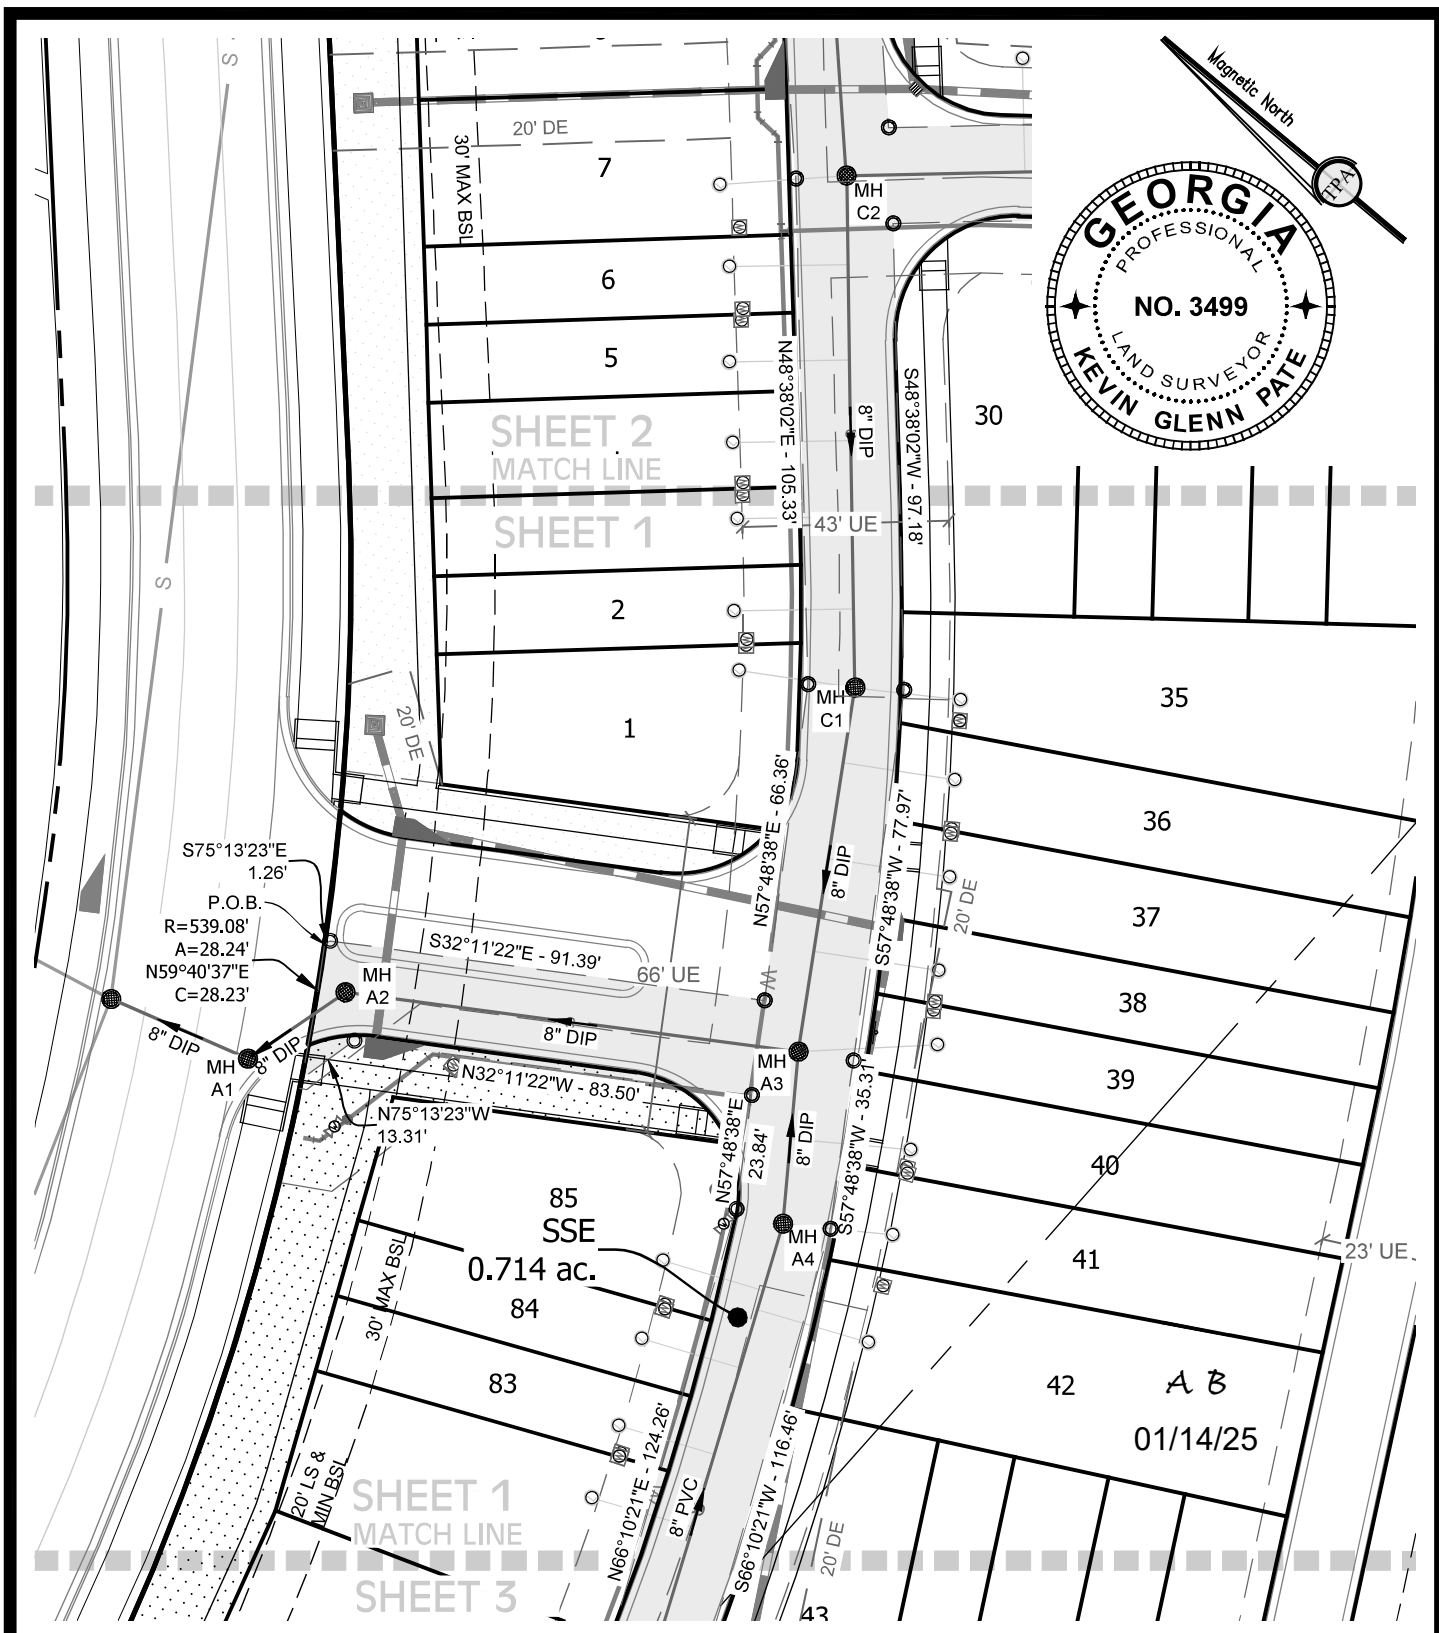 S
20' DE
30' MAX BSL
7
MH
C2
Magnetic North
TPA
GEORGIA
PROFESSIONAL
NO. 3499
LAND SURVEYOR
KEVIN GLENN PATE
6
5
N48°38'02"E - 105.33'
8" DIP
S48°38'02"W - 97.18'
30
SHEET 2
MATCH LINE
SHEET 1
43' UE
S
2
20' DE
1
MH
C1
35
N57°48'38"E - 66.36'
8" DIP
S57°48'38"W - 77.97'
36
S75°13'23"E
1.26'
P.O.B.
R=539.08'
A=28.24'
N59°40'37"E
C=28.23'
37
20' DE
S32°11'22"E - 91.39'
66' UE
MH
A2
38
8" DIP
8" DIP
8" DIP
MH
A1
MH
A3
N32°11'22"W - 83.50'
39
N75°13'23"W
13.31'
N57°48'38"E
23.84'
8" DIP
S57°48'38"W - 35.31'
40
85
SSE
0.714 ac.
MH
A4
41
23' UE
30' MAX BSL
84
83
42
A B
01/14/25
20' LS &
MIN BSL
N66°10'21"E - 124.26'
8" PVC
S66°10'21"W - 116.46'
20' DE
SHEET 1
MATCH LINE
SHEET 3
43